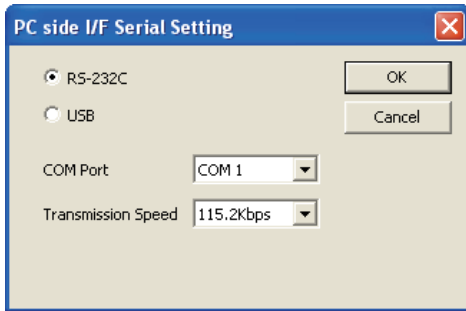 PC side I/F Serial Setting
RS-232C
OK
USB
Cancel
COM Port
COM 1
Transmission Speed
115.2Kbps